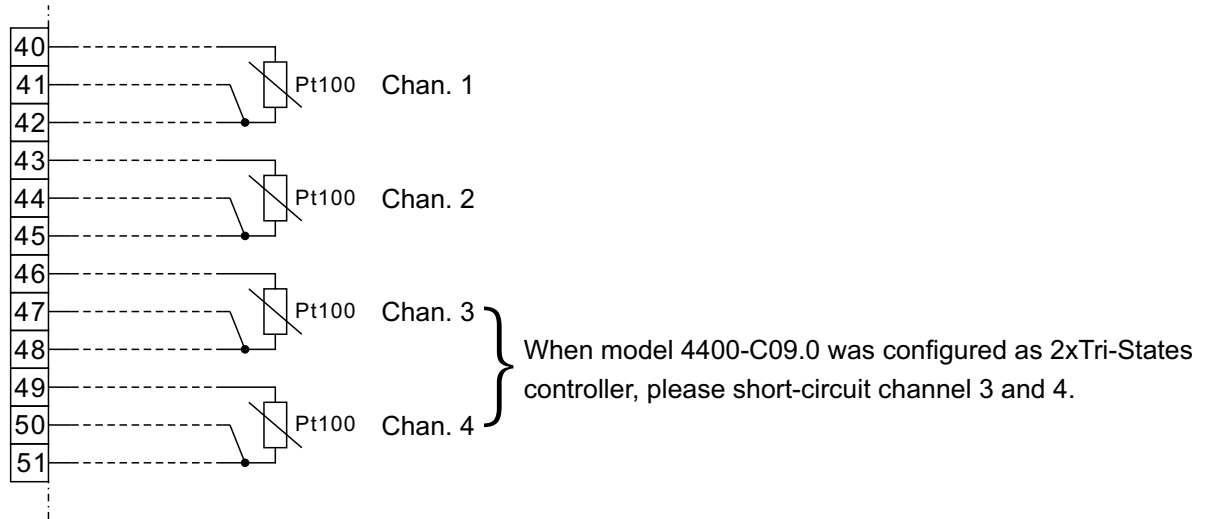 40
41
42
Pt100 Chan. 1
43
44
45
Pt100 Chan. 2
46
47
48
Pt100 Chan. 3
49
50
51
Pt100 Chan. 4
When model 4400-C09.0 was configured as 2xTri-States
controller, please short-circuit channel 3 and 4.